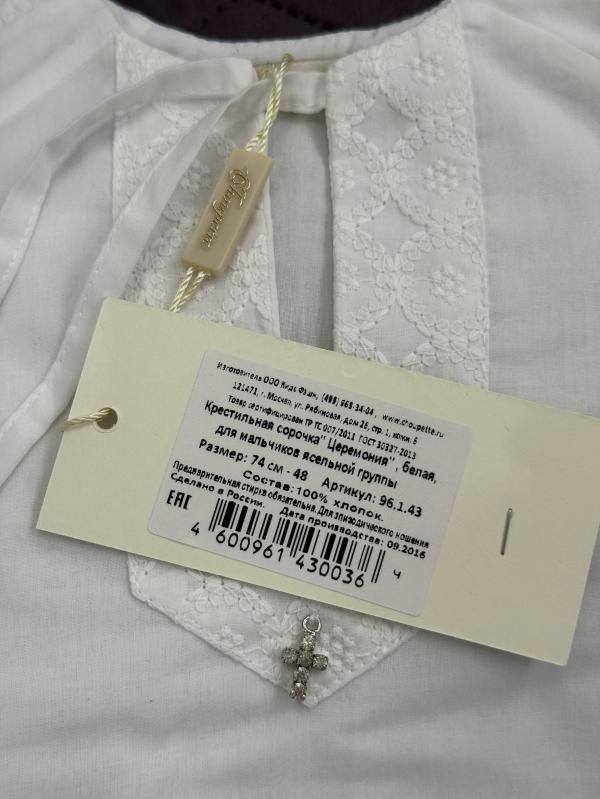 Choupette
Изготовитель ООО Кидс Фэшн, (495) 968-34-04, www.choupette.ru
121471, г. Москва, ул. Рябиновая, дом 26, стр. 1, комн. 6
Товар сертифицирован ТР ТС 007/2011 ГОСТ 30327-2013
Крестильная сорочка" Церемония", белая,
для мальчиков ясельной группы
Размер: 74 см - 48 Артикул: 96.1.43
Состав: 100% хлопок.
Предварительная стирка обязательна. Для эпизодического ношения
Сделано в России. Дата производства: 09.2016
EAC
4 600961 430036 ч